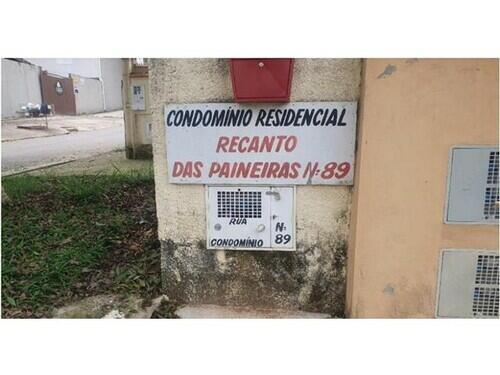 CONDOMÍNIO RESIDENCIAL
RECANTO
DAS PAINEIRAS Nº 89
RUA
Nº
CONDOMÍNIO 89